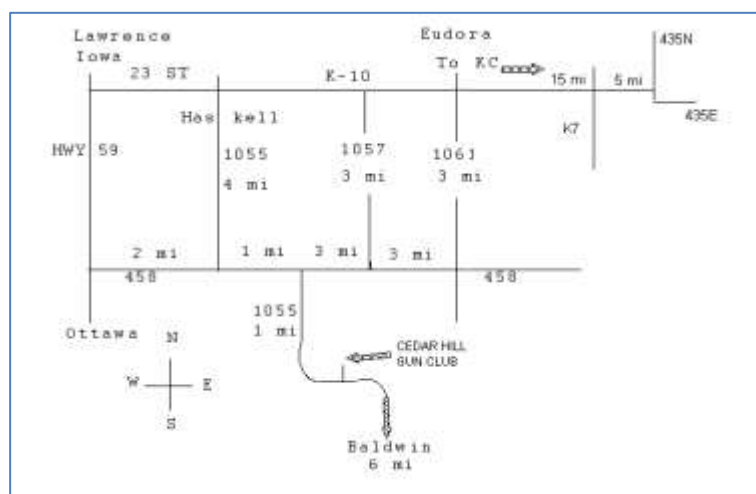 Lawrence
Iowa
Eudora
435N
23 ST
K-10
To KC
15 mi
5 mi
435E
Has kell
K7
HWY 59
1055
4 mi
1057
3 mi
1061
3 mi
2 mi
1 mi
3 mi
3 mi
458
458
1055
1 mi
Ottawa
N
W
E
S
CEDAR HILL
GUN CLUB
Baldwin
6 mi